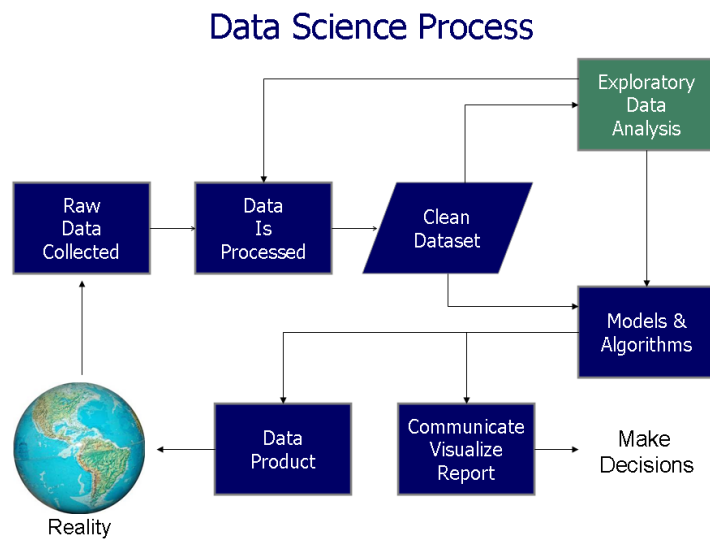 Data Science Process
Exploratory
Data
Analysis
Raw
Data
Collected
Data
Is
Processed
Clean
Dataset
Models &
Algorithms
Data
Product
Communicate
Visualize
Report
Make
Decisions
Reality